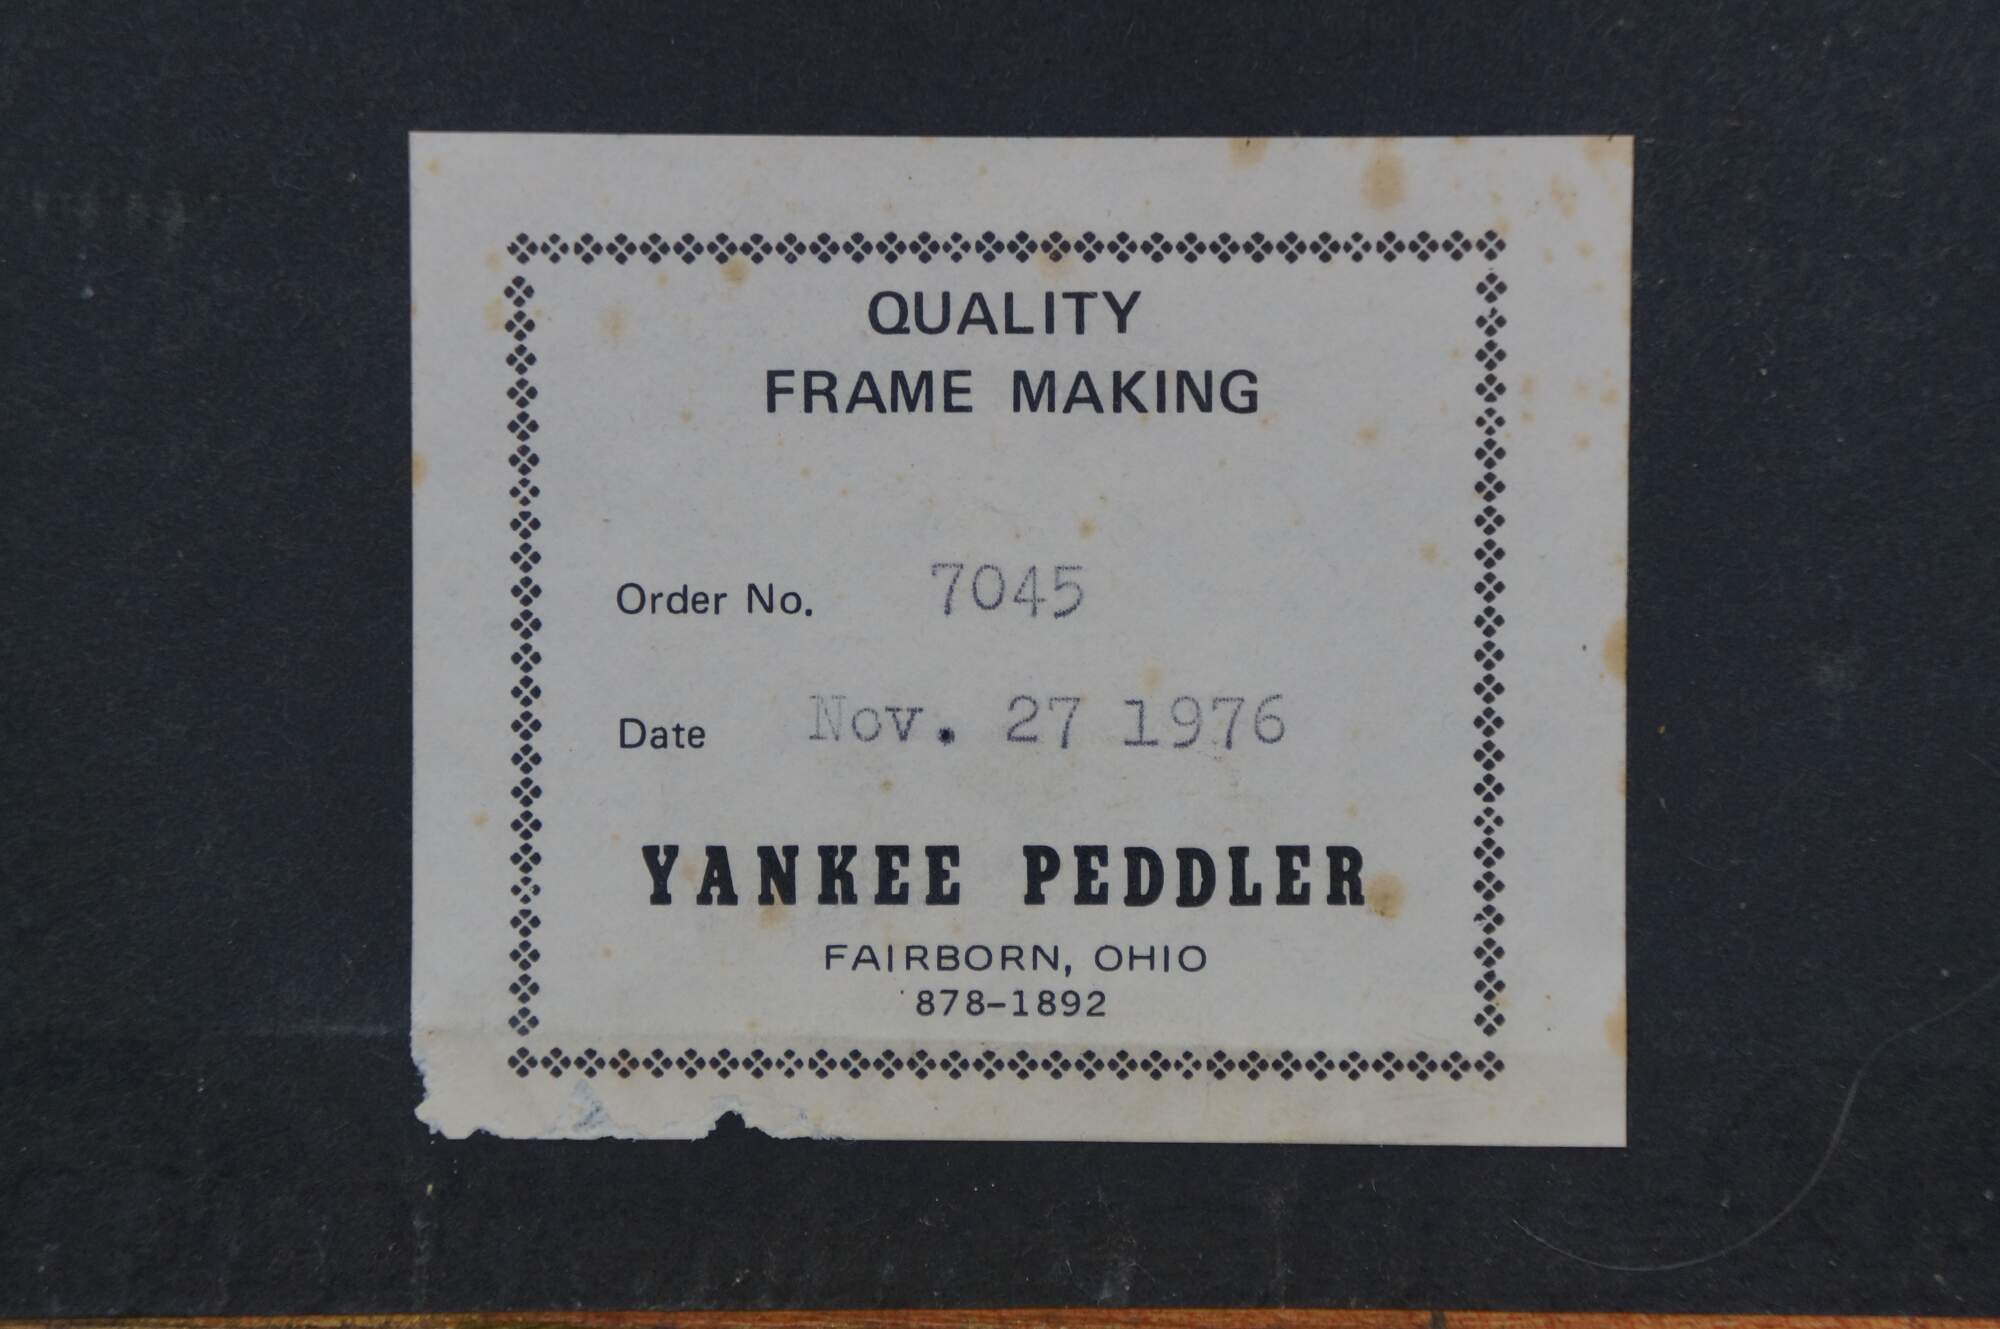 QUALITY
FRAME MAKING
Order No. 7045
Date Nov. 27 1976
YANKEE PEDDLER
FAIRBORN, OHIO
878-1892